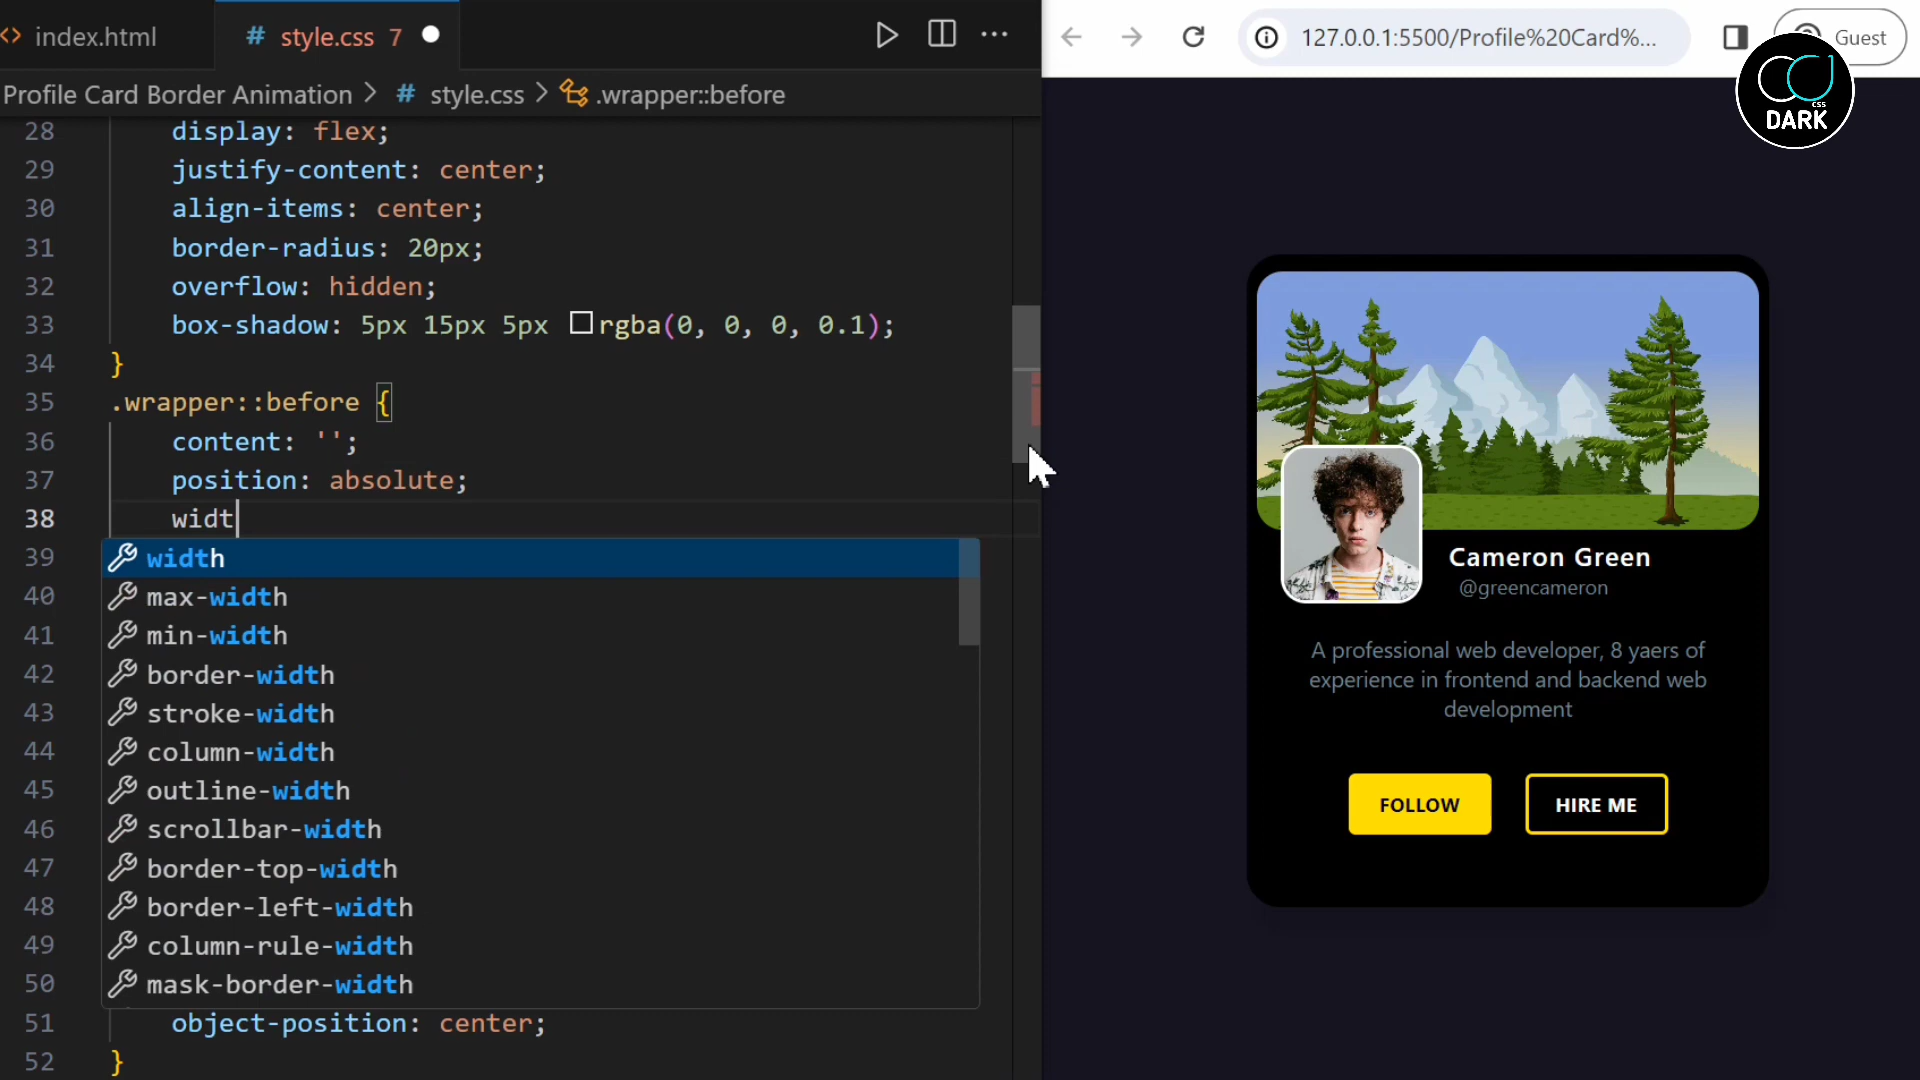 index.html
# style.css 7
Profile Card Border Animation > # style.css > .wrapper::before
28 display: flex;
29 justify-content: center;
30 align-items: center;
31 border-radius: 20px;
32 overflow: hidden;
33 box-shadow: 5px 15px 5px rgba(0, 0, 0, 0.1);
34 }
35 .wrapper::before {
36 content: '';
37 position: absolute;
38 widt
39 width
40 max-width
41 min-width
42 border-width
43 stroke-width
44 column-width
45 outline-width
46 scrollbar-width
47 border-top-width
48 border-left-width
49 column-rule-width
50 mask-border-width
51 object-position: center;
52 }
127.0.0.1:5500/Profile%20Card%...
Guest
css
DARK
Cameron Green
@greencameron
A professional web developer, 8 yaers of
experience in frontend and backend web
development
FOLLOW
HIRE ME